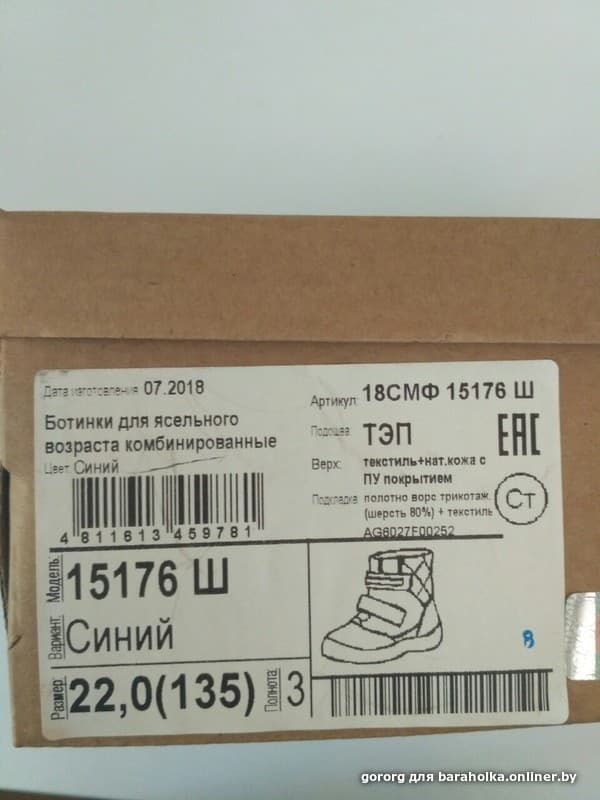 Дата изготовления 07.2018
Ботинки для ясельного
возраста комбинированные
Цвет Синий
4 811613 459781
Артикул: 18СМФ 15176 Ш
Подошва: ТЭП
EAC
Верх: текстиль+нат.кожа с
ПУ покрытием
Подкладка: полотно ворс трикотаж.
(шерсть 80%) + текстиль
Ст
AG6027F00252
Модель: 15176 Ш
Вариант: Синий
Размер 22,0(135) Полнота 3
8
gororg для baraholka.onliner.by